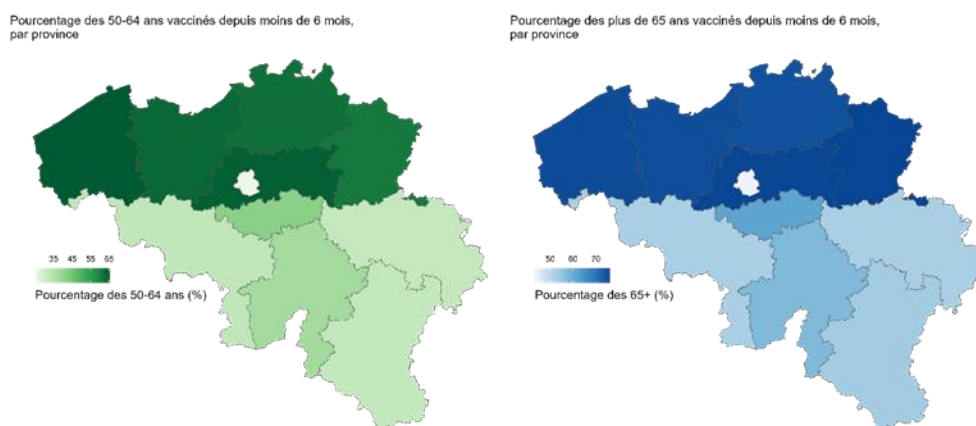 Pourcentage des 50-64 ans vaccinés depuis moins de 6 mois,
par province
35 45 55 65
Pourcentage des 50-64 ans (%)
Pourcentage des plus de 65 ans vaccinés depuis moins de 6 mois,
par province
50 60 70
Pourcentage des 65+ (%)